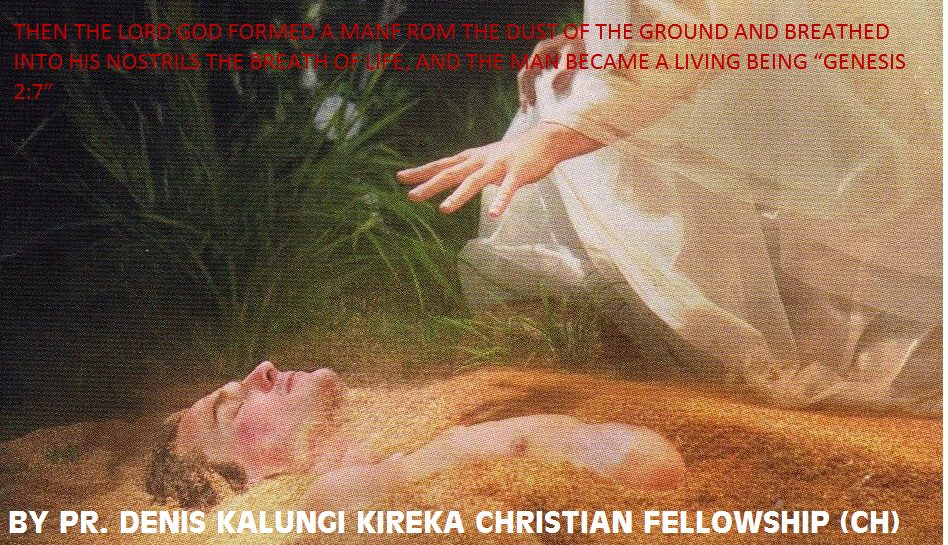 THEN THE LORD GOD FORMED A MANF ROM THE DUST OF THE GROUND AND BREATHED
INTO HIS NOSTRILS THE BREATH OF LIFE, AND THE MAN BECAME A LIVING BEING “GENESIS
2:7”
BY PR. DENIS KALUNGI KIREKA CHRISTIAN FELLOWSHIP (CH)